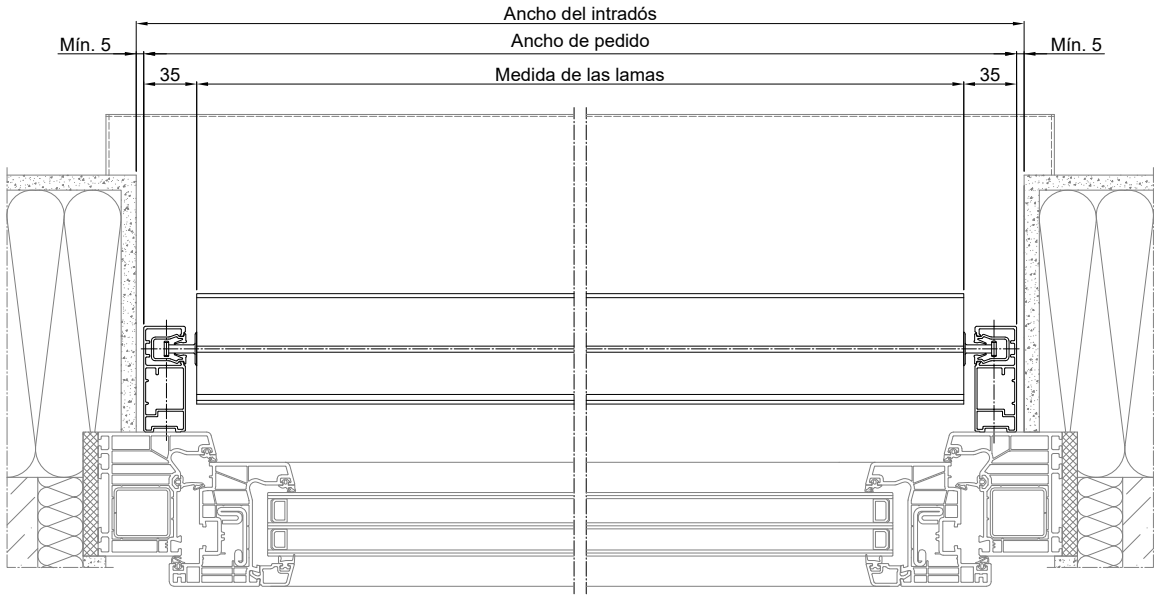 Ancho del intradós
Mín. 5 Ancho de pedido Mín. 5
35 Medida de las lamas 35